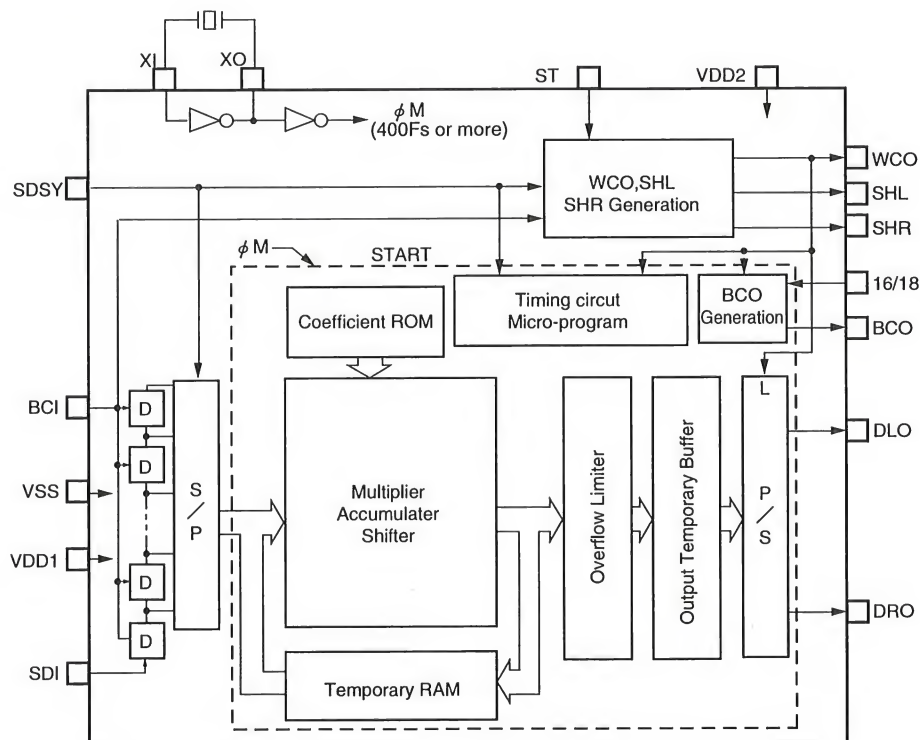 XI
XO
ST
VDD2
φM
(400Fs or more)
WCO
SDSY
WCO,SHL
SHR Generation
SHL
SHR
φM
START
16/18
Coefficient ROM
Timing circut
Micro-program
BCO
Generation
BCO
BCI
D
L
DLO
D
VSS
S
/
P
Multiplier
Accumulater
Shifter
Overflow Limiter
Output Temporary Buffer
P
/
S
VDD1
D
D
DRO
SDI
Temporary RAM